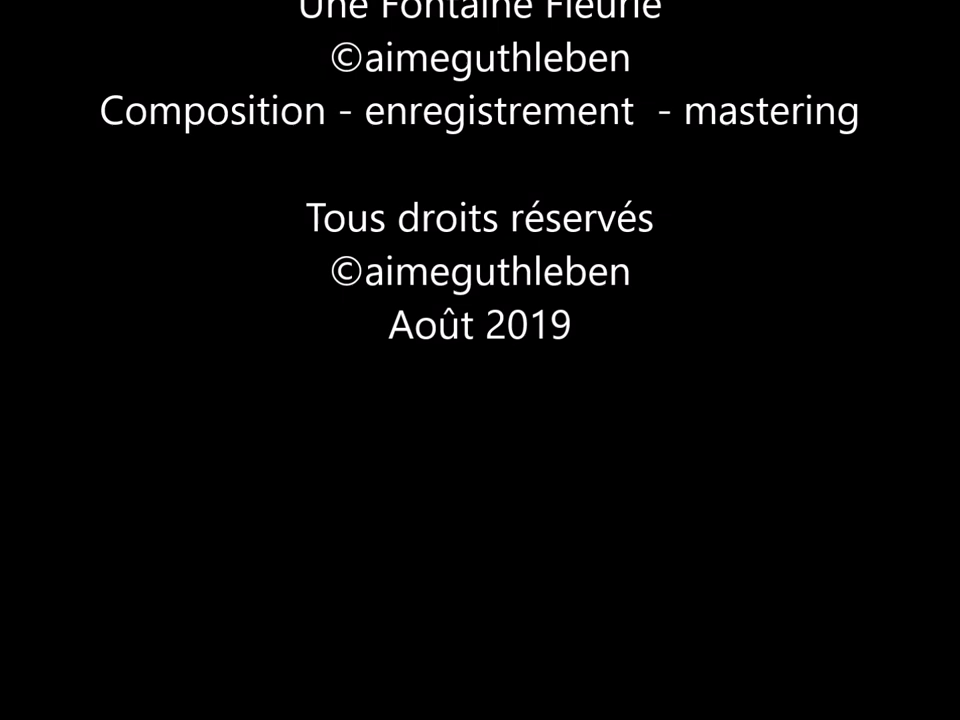 Une Fontaine Fleurie
©aimeguthleben
Composition - enregistrement  - mastering
Tous droits réservés
©aimeguthleben
Août 2019